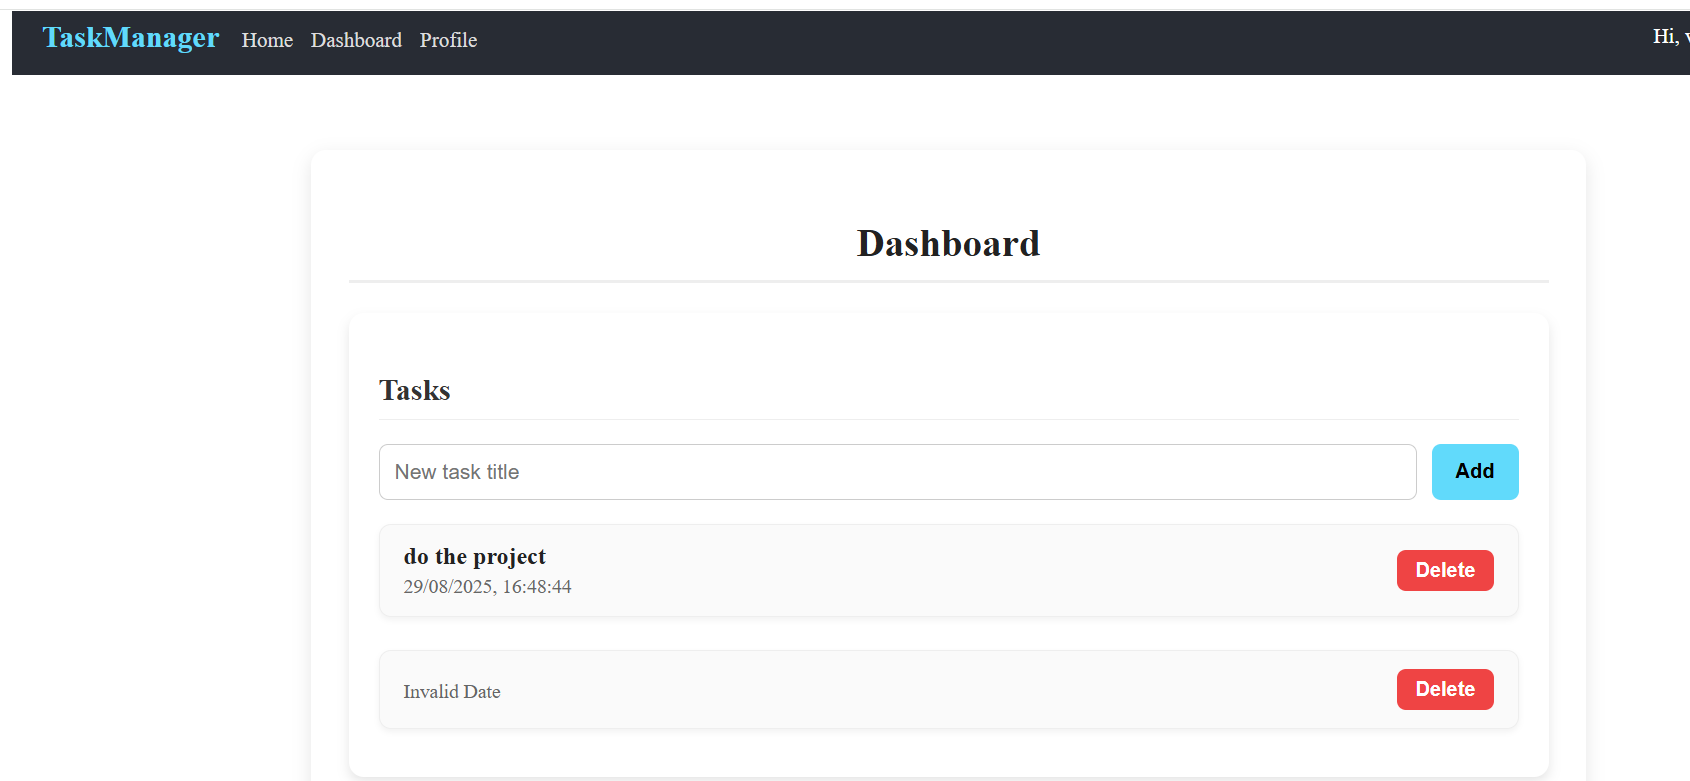 TaskManager Home Dashboard Profile Hi,
Dashboard
Tasks
New task title Add
do the project
29/08/2025, 16:48:44
Delete
Invalid Date
Delete